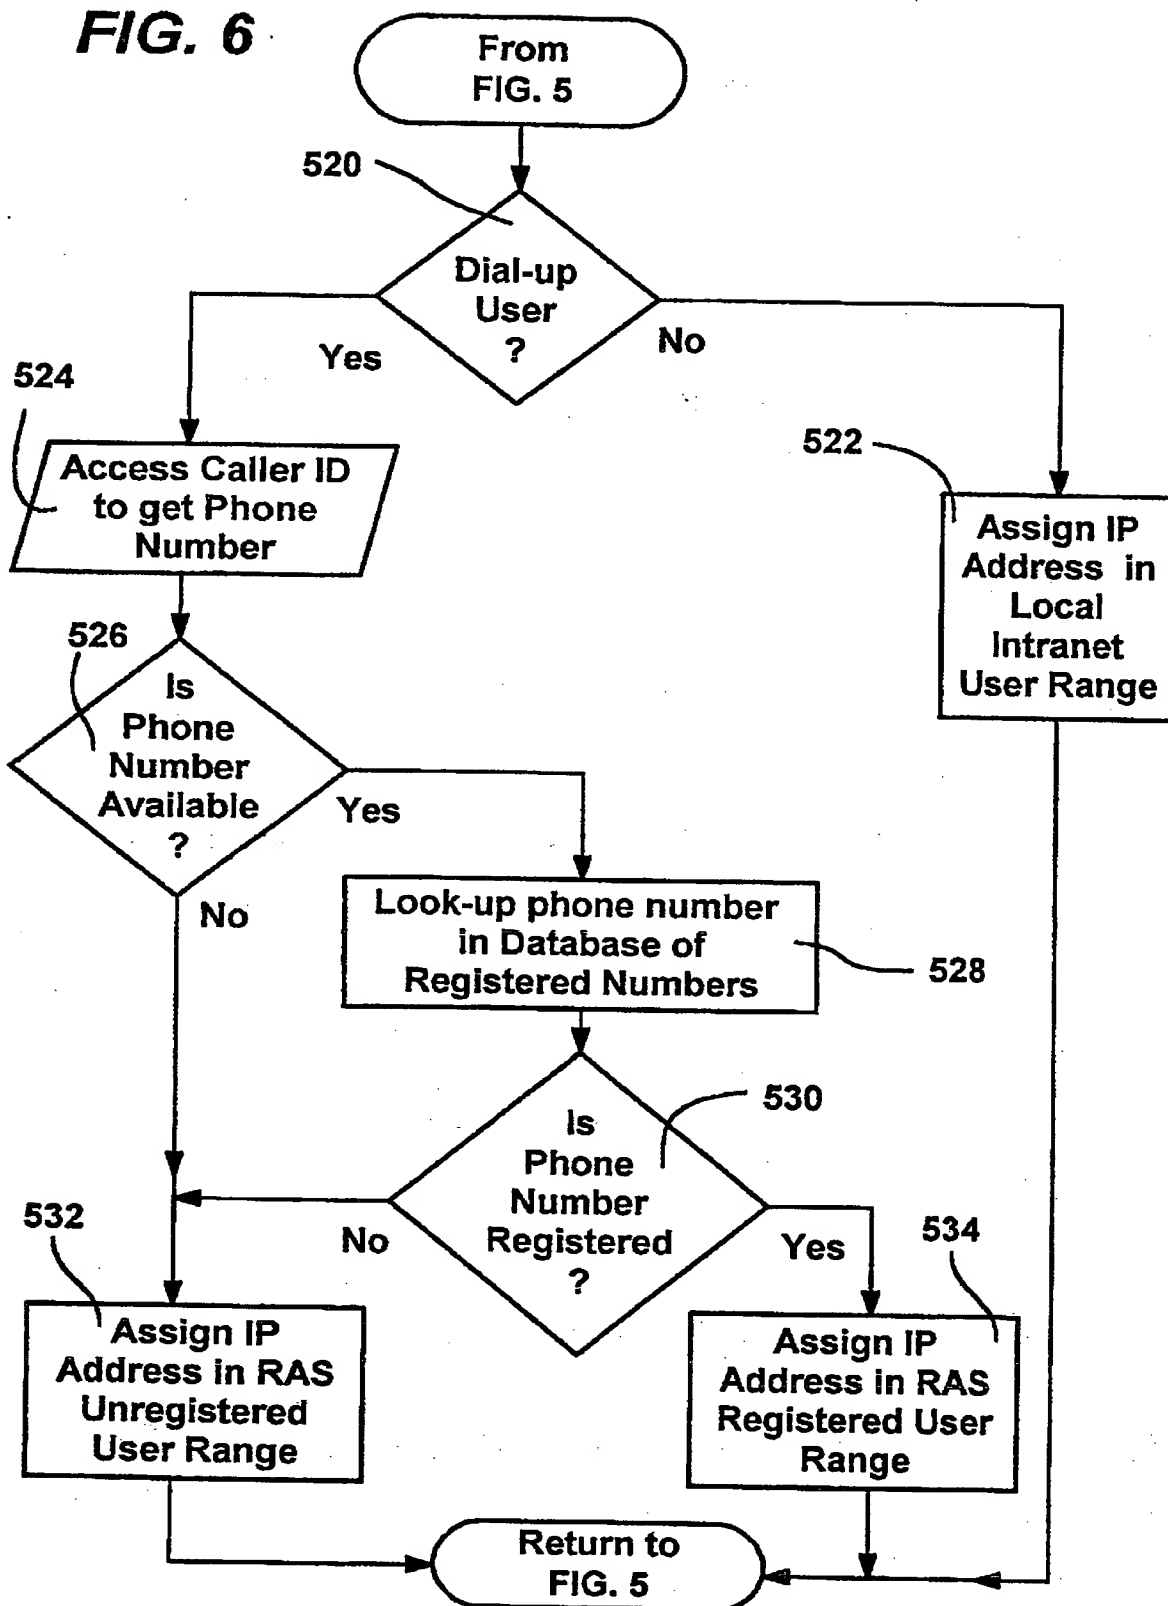 FIG. 6
From
FIG. 5
520
Dial-up
User
?
Yes
No
524
Access Caller ID
to get Phone
Number
522
Assign IP
Address in
Local
Intranet
User Range
526
Is
Phone
Number
Available
?
Yes
No
Look-up phone number
in Database of
Registered Numbers
528
530
Is
Phone
Number
Registered
?
No
Yes
532
Assign IP
Address in RAS
Unregistered
User Range
534
Assign IP
Address in RAS
Registered User
Range
Return to
FIG. 5